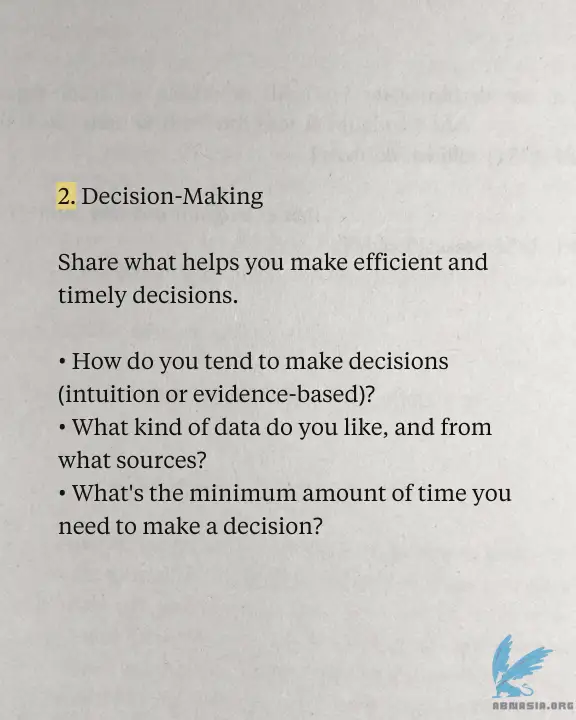 2. Decision-Making
Share what helps you make efficient and
timely decisions.
• How do you tend to make decisions
(intuition or evidence-based)?
• What kind of data do you like, and from
what sources?
• What's the minimum amount of time you
need to make a decision?
ABMASIA.ORG